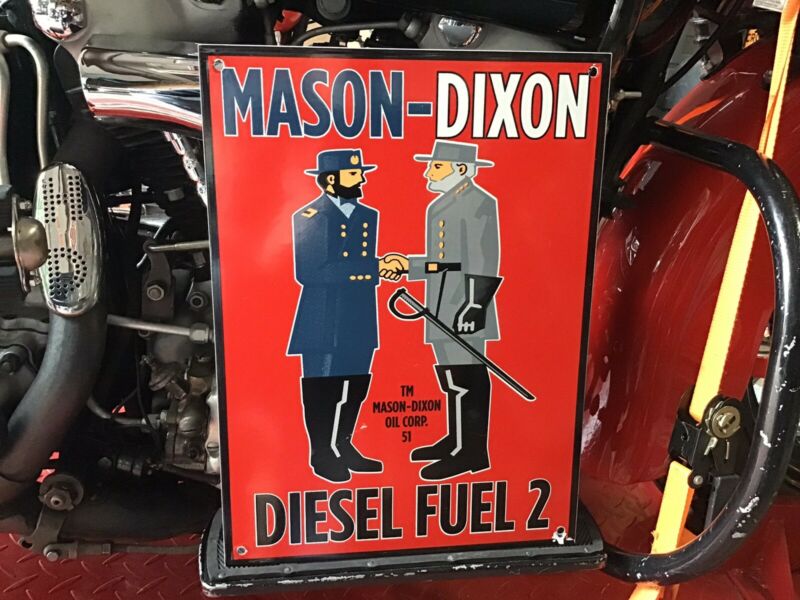 MASON-DIXON
TM
MASON-DIXON
OIL CORP.
51
DIESEL FUEL 2